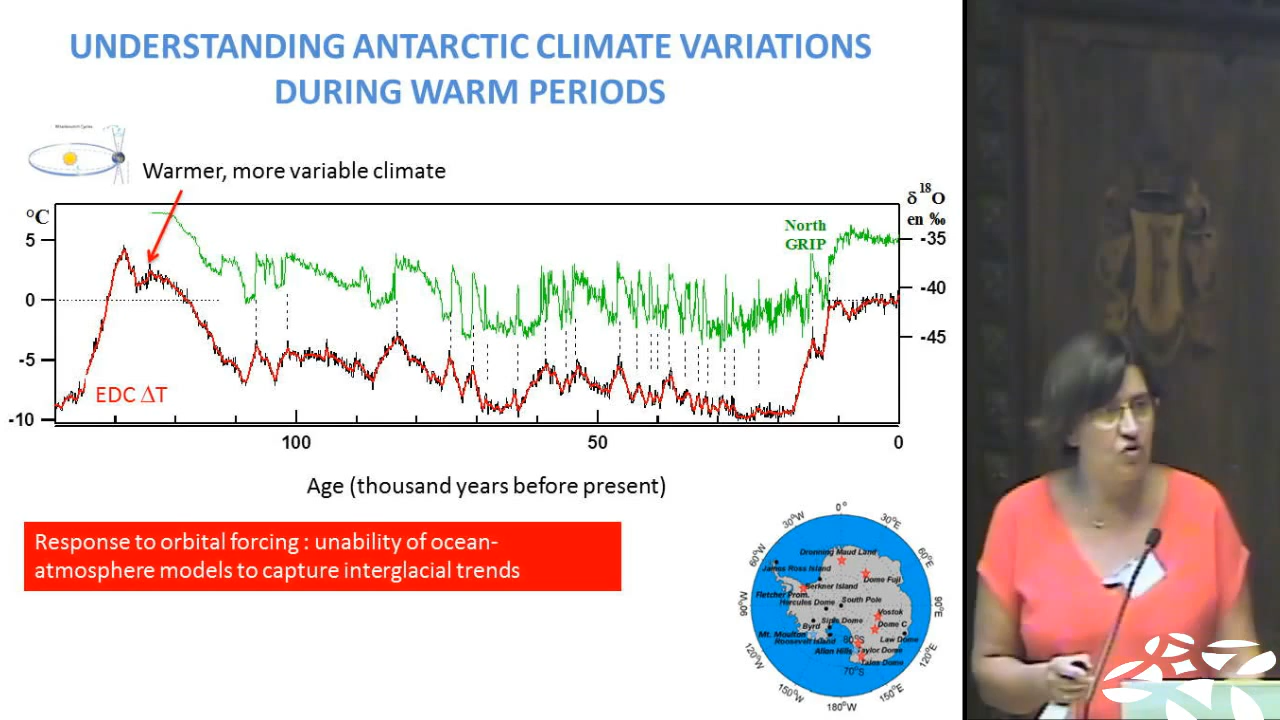 UNDERSTANDING ANTARCTIC CLIMATE VARIATIONS
DURING WARM PERIODS
Warmer, more variable climate
°C
δ 18 O
en ‰
5
0
-5
-10
North
GRIP
-35
-40
-45
EDC ΔT
100
50
0
Age (thousand years before present)
Response to orbital forcing : unability of ocean-
atmosphere models to capture interglacial trends
0°
30°W
30°E
60°W
60°E
90°W
90°E
120°W
120°E
150°W
150°E
180°W
80°S
70°S
Dronning Maud Land
James Ross Island
Dome Fuji
Berkner Island
Fletcher Prom.
Hercules Dome
South Pole
Vostok
Siple Dome
Byrd
Dome C
Mt. Moulton
Roosevelt Island
Law Dome
Allan Hills
Taylor Dome
Talos Dome